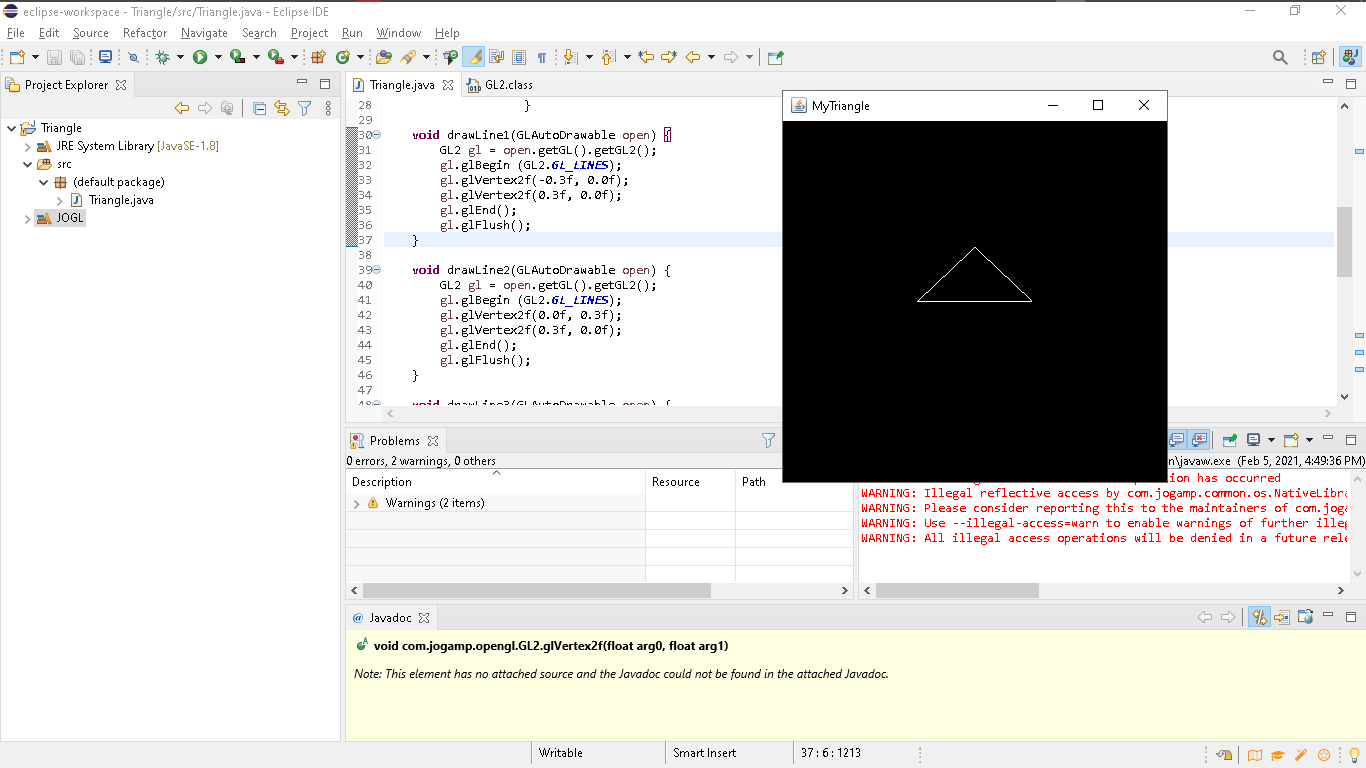 eclipse-workspace - Triangle/src/Triangle.java - Eclipse IDE
File Edit Source Refactor Navigate Search Project Run Window Help
Project Explorer
Triangle
JRE System Library [JavaSE-1.8]
src
(default package)
Triangle.java
JOGL
Triangle.java GL2.class
28 }
29
30 void drawLine1(GLAutoDrawable open) {
31 GL2 gl = open.getGL().getGL2();
32 gl.glBegin (GL2.GL_LINES);
33 gl.glVertex2f(-0.3f, 0.0f);
34 gl.glVertex2f(0.3f, 0.0f);
35 gl.glEnd();
36 gl.glFlush();
37 }
38
39 void drawLine2(GLAutoDrawable open) {
40 GL2 gl = open.getGL().getGL2();
41 gl.glBegin (GL2.GL_LINES);
42 gl.glVertex2f(0.0f, 0.3f);
43 gl.glVertex2f(0.3f, 0.0f);
44 gl.glEnd();
45 gl.glFlush();
46 }
47
48 void drawLine3(GLAutoDrawable open) {
MyTriangle
Problems
0 errors, 2 warnings, 0 others
Description Resource Path
Warnings (2 items)
n\javaw.exe (Feb 5, 2021, 4:49:36 PM)
has occurred
WARNING: Illegal reflective access by com.jogamp.common.os.NativeLibra
WARNING: Please consider reporting this to the maintainers of com.joga
WARNING: Use --illegal-access=warn to enable warnings of further illeg
WARNING: All illegal access operations will be denied in a future rele
@ Javadoc
void com.jogamp.opengl.GL2.glVertex2f(float arg0, float arg1)
Note: This element has no attached source and the Javadoc could not be found in the attached Javadoc.
Writable Smart Insert 37 : 6 : 1213